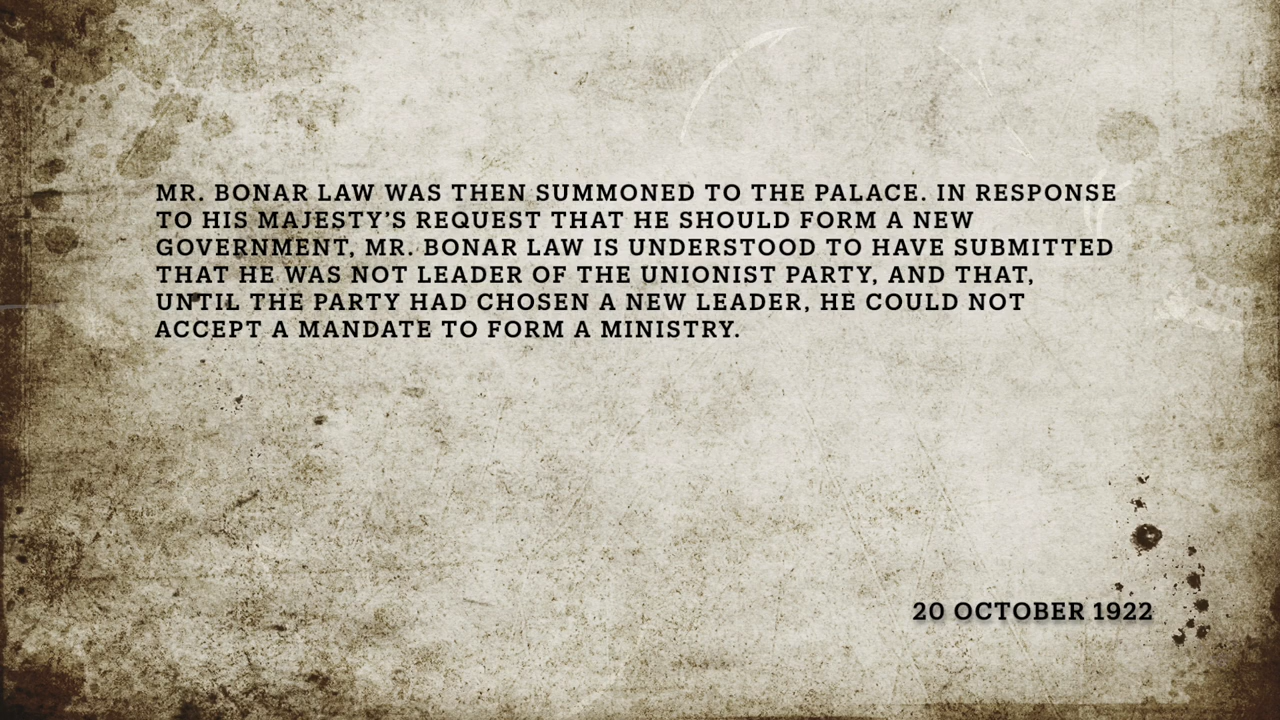 MR. BONAR LAW WAS THEN SUMMONED TO THE PALACE. IN RESPONSE
TO HIS MAJESTY’S REQUEST THAT HE SHOULD FORM A NEW
GOVERNMENT, MR. BONAR LAW IS UNDERSTOOD TO HAVE SUBMITTED
THAT HE WAS NOT LEADER OF THE UNIONIST PARTY, AND THAT,
UNTIL THE PARTY HAD CHOSEN A NEW LEADER, HE COULD NOT
ACCEPT A MANDATE TO FORM A MINISTRY.
20 OCTOBER 1922